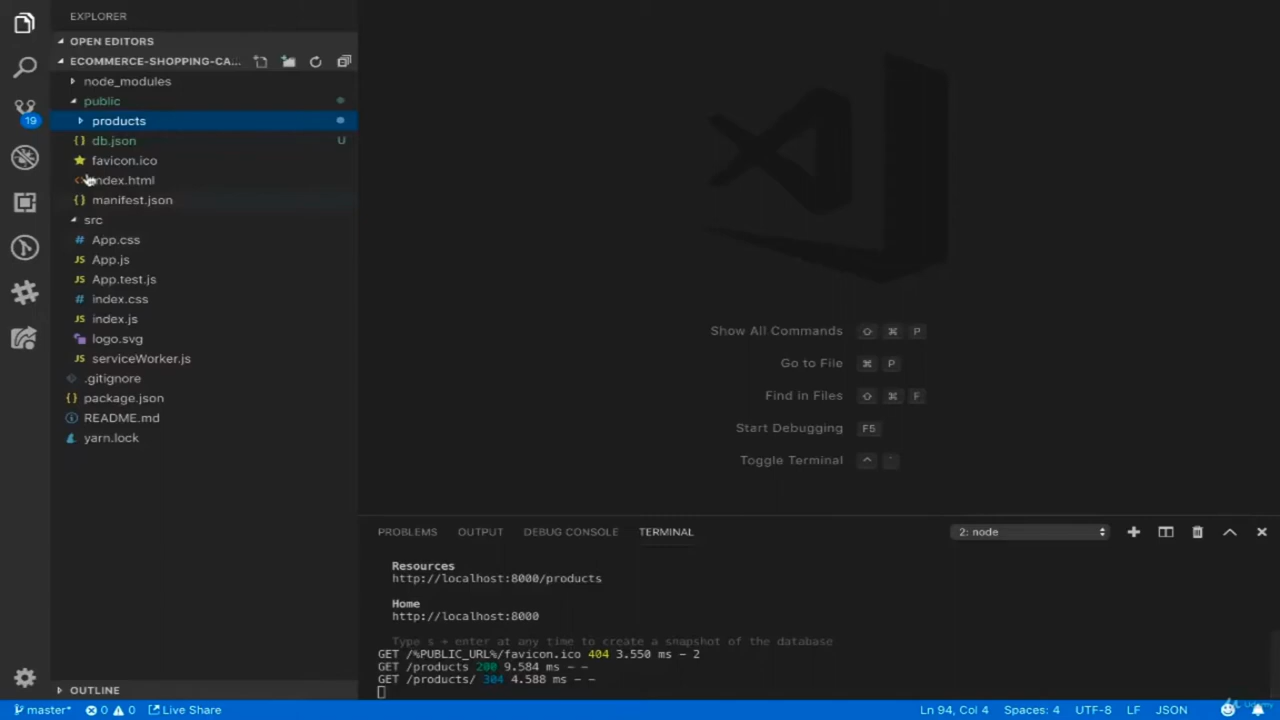 EXPLORER
OPEN EDITORS
ECOMMERCE-SHOPPING-CA...
node_modules
public
products
db.json U
favicon.ico
index.html
manifest.json
src
App.css
App.js
App.test.js
index.css
index.js
logo.svg
serviceWorker.js
.gitignore
package.json
README.md
yarn.lock
OUTLINE
19
Show All Commands ⇧ ⌘ P
Go to File ⌘ P
Find in Files ⇧ ⌘ F
Start Debugging F5
Toggle Terminal ^ `
PROBLEMS OUTPUT DEBUG CONSOLE TERMINAL 2: node
Resources
http://localhost:8000/products
Home
http://localhost:8000
Type s + enter at any time to create a snapshot of the database
GET /%PUBLIC_URL%/favicon.ico 404 3.550 ms - 2
GET /products 200 9.584 ms - -
GET /products/ 304 4.588 ms - -
master* 0 0 Live Share Ln 94, Col 4 Spaces: 4 UTF-8 LF JSON
Udemy